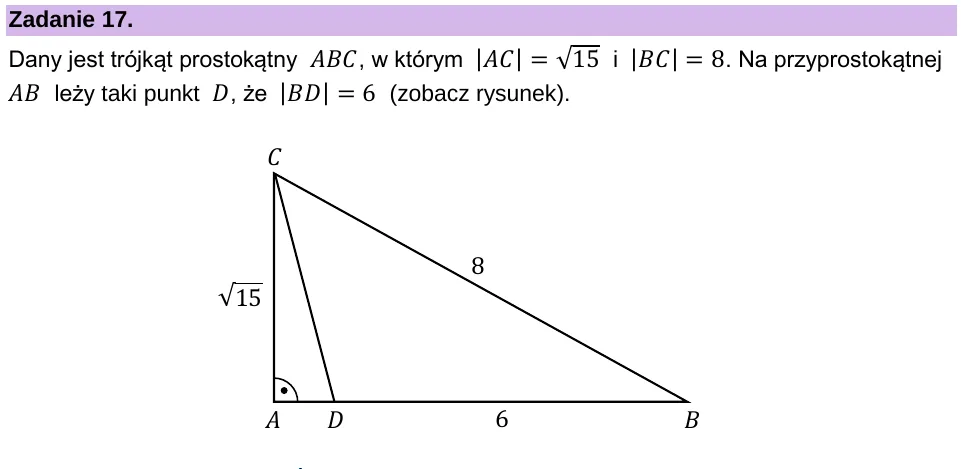 Zadanie 17.
Dany jest trójkąt prostokątny ABC, w którym |AC| = √15 i |BC| = 8. Na przyprostokątnej
AB leży taki punkt D, że |BD| = 6 (zobacz rysunek).
C
8
√15
A
D
6
B